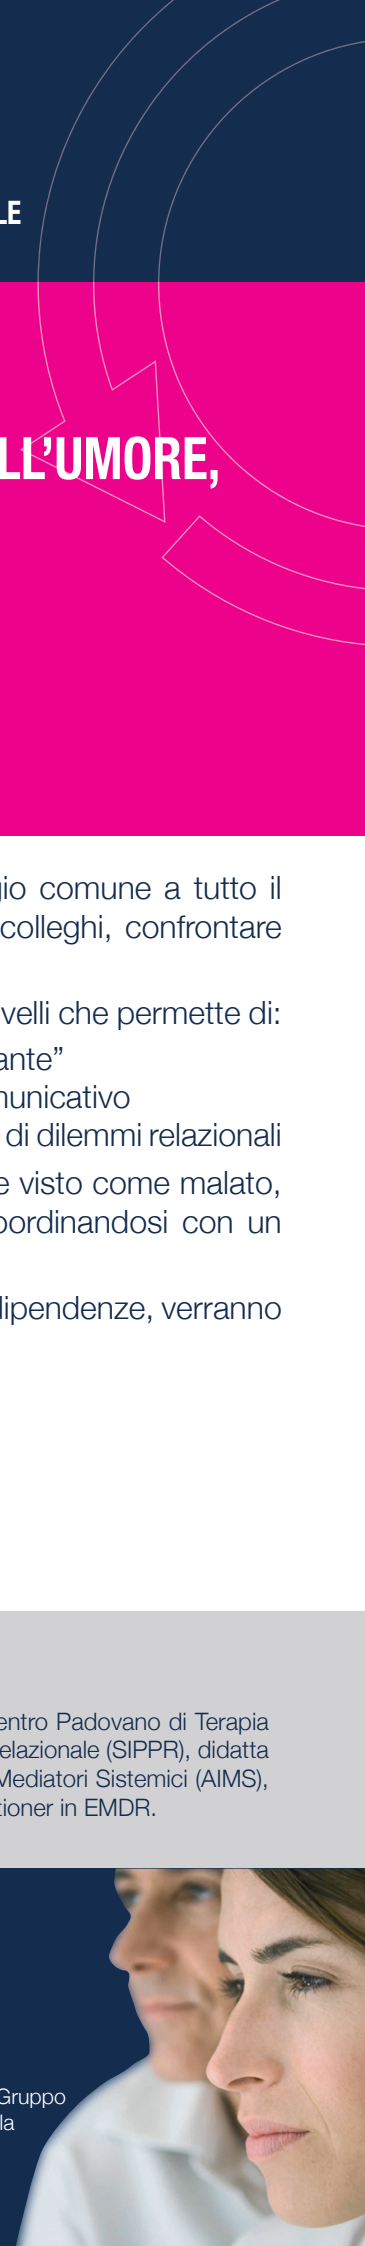 LE
LL’UMORE,
gio comune a tutto il
colleghi, confrontare
velli che permette di:
ante”
municativo
di dilemmi relazionali
e visto come malato,
oordinandosi con un
dipendenze, verranno
entro Padovano di Terapia
elazionale (SIPPR), didatta
Mediatori Sistemici (AIMS),
tioner in EMDR.
Gruppo
la